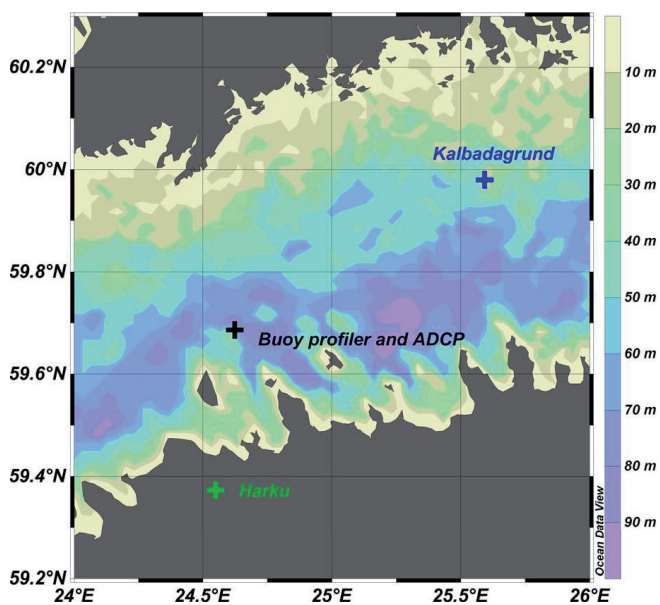 60.2°N
60°N
59.8°N
59.6°N
59.4°N
59.2°N
24°E
24.5°E
25°E
25.5°E
26°E
Kalbadagrund
Buoy profiler and ADCP
Harku
10 m
20 m
30 m
40 m
50 m
60 m
70 m
80 m
90 m
Ocean Data View